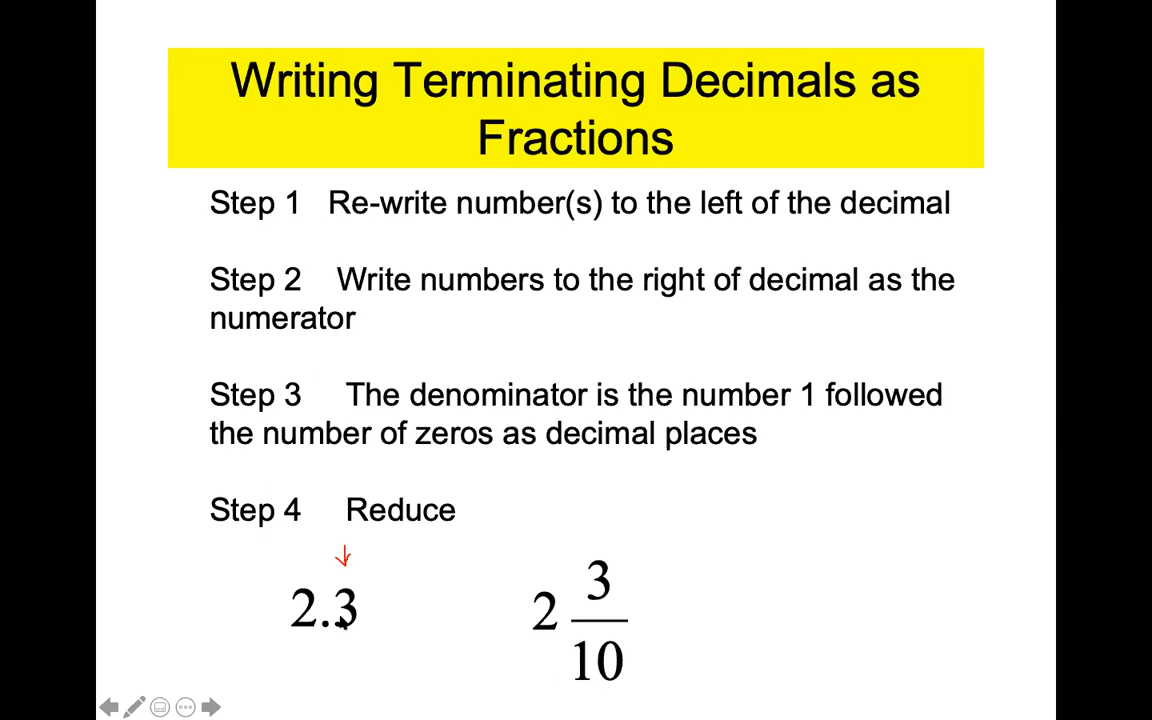 Writing Terminating Decimals as
Fractions
Step 1 Re-write number(s) to the left of the decimal
Step 2 Write numbers to the right of decimal as the
numerator
Step 3 The denominator is the number 1 followed
the number of zeros as decimal places
Step 4 Reduce
2.3
2 3/10